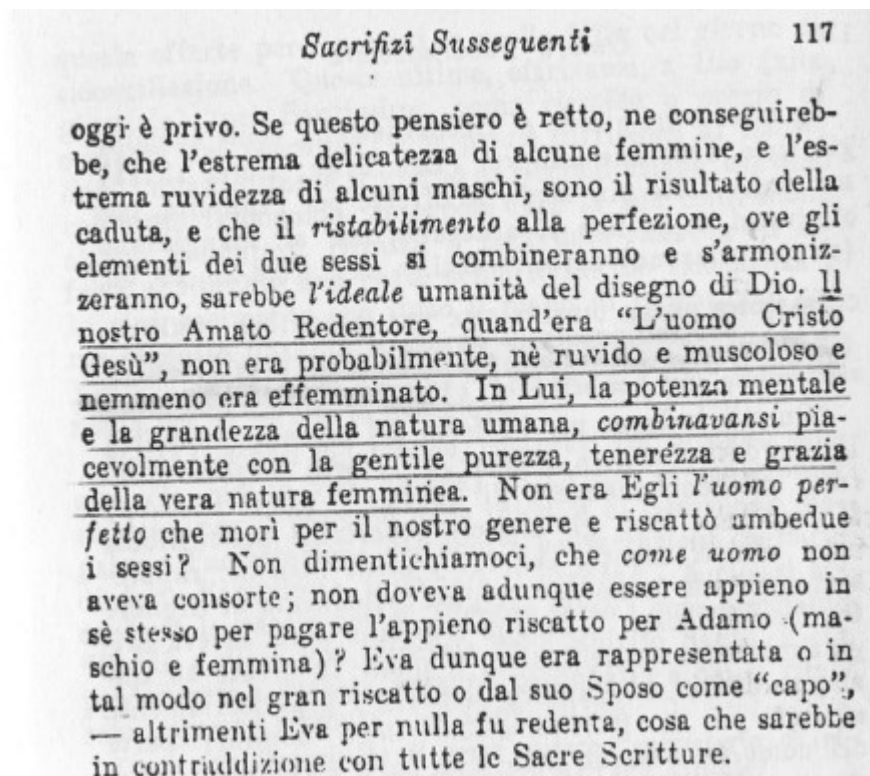 Sacrifizî Susseguenti 117
oggi è privo. Se questo pensiero è retto, ne conseguireb-
be, che l'estrema delicatezza di alcune femmine, e l'es-
trema ruvidezza di alcuni maschi, sono il risultato della
caduta, e che il ristabilimento alla perfezione, ove gli
elementi dei due sessi si combineranno e s'armoniz-
zeranno, sarebbe l'ideale umanità del disegno di Dio. Il
nostro Amato Redentore, quand'era “L'uomo Cristo
Gesù”, non era probabilmente, nè ruvido e muscoloso e
nemmeno era effemminato. In Lui, la potenza mentale
e la grandezza della natura umana, combinavansi pia-
cevolmente con la gentile purezza, tenerezza e grazia
della vera natura femminea. Non era Egli l'uomo per-
fetto che morì per il nostro genere e riscattò ambedue
i sessi? Non dimentichiamoci, che come uomo non
aveva consorte; non doveva adunque essere appieno in
sè stesso per pagare l'appieno riscatto per Adamo (ma-
schio e femmina)? Eva dunque era rappresentata o in
tal modo nel gran riscatto o dal suo Sposo come “capo”,
— altrimenti Eva per nulla fu redenta, cosa che sarebbe
in contraddizione con tutte le Sacre Scritture.